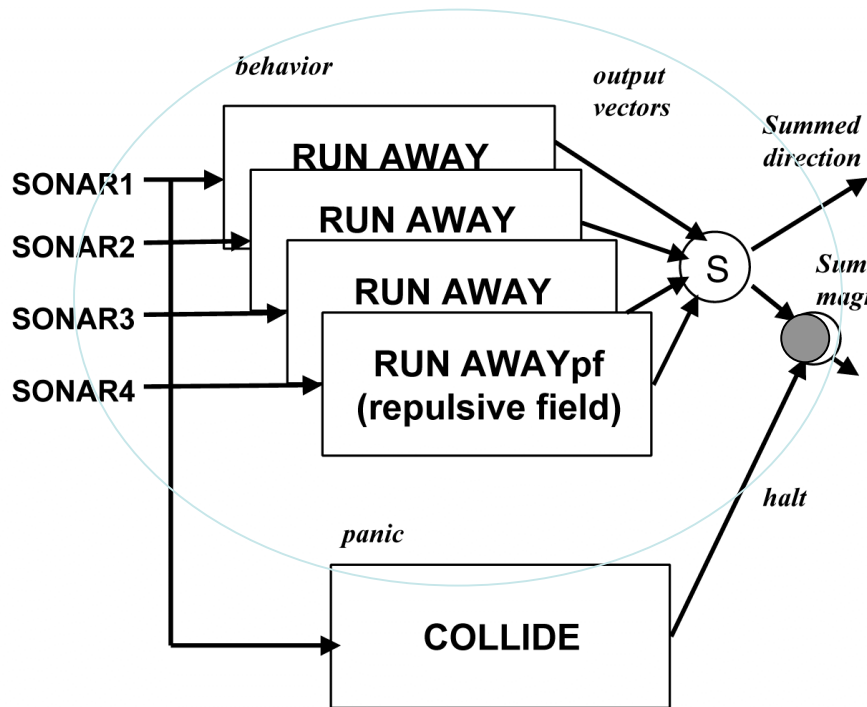 behavior
output
vectors
Summed
direction
RUN AWAY
SONAR1
RUN AWAY
SONAR2
S
RUN AWAY
SONAR3
RUN AWAYpf
(repulsive field)
SONAR4
halt
panic
COLLIDE